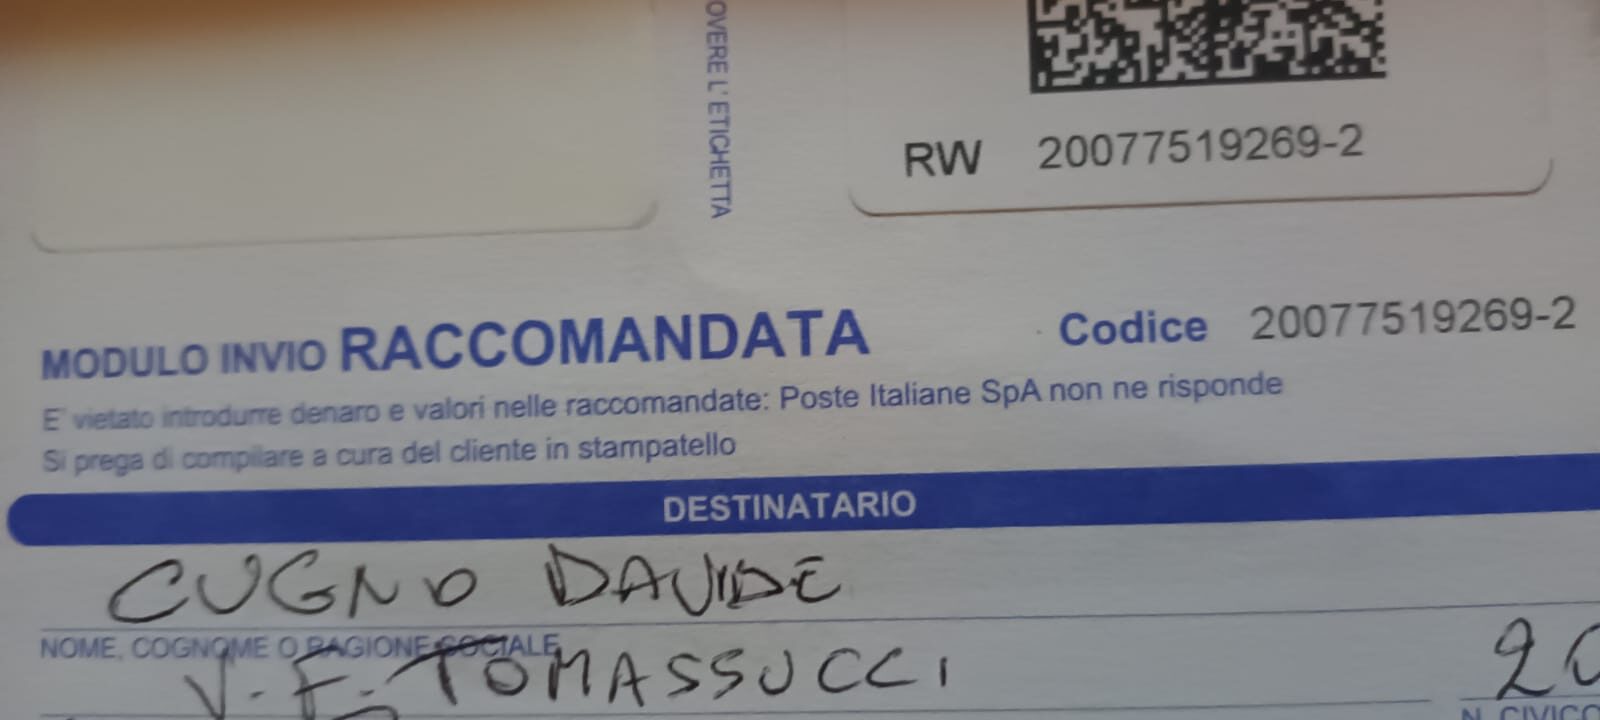 OVERE L'ETICHETTA
RW 20077519269-2
MODULO INVIO RACCOMANDATA Codice 20077519269-2
E' vietato introdurre denaro e valori nelle raccomandate: Poste Italiane SpA non ne risponde
Si prega di compilare a cura del cliente in stampatello
DESTINATARIO
CUGNO DAVIDE
NOME, COGNOME O RAGIONE SOCIALE
V. F. TOMASSUCCI 20
N. CIVICO